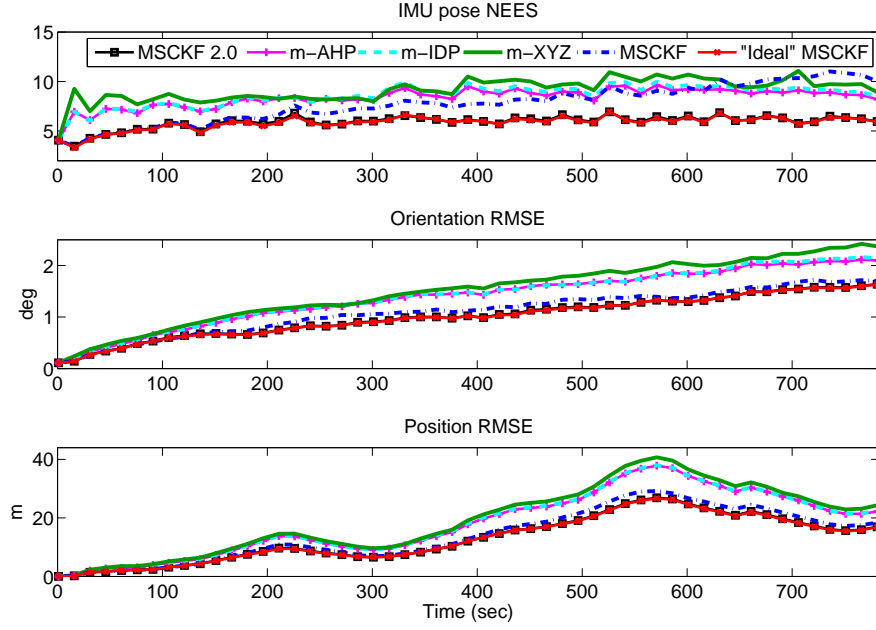 IMU pose NEES
15
10
5
MSCKF 2.0 m-AHP m-IDP m-XYZ MSCKF "Ideal" MSCKF
0 100 200 300 400 500 600 700
Orientation RMSE
deg
2
1
0
0 100 200 300 400 500 600 700
Position RMSE
m
40
20
0
0 100 200 300 400 500 600 700
Time (sec)